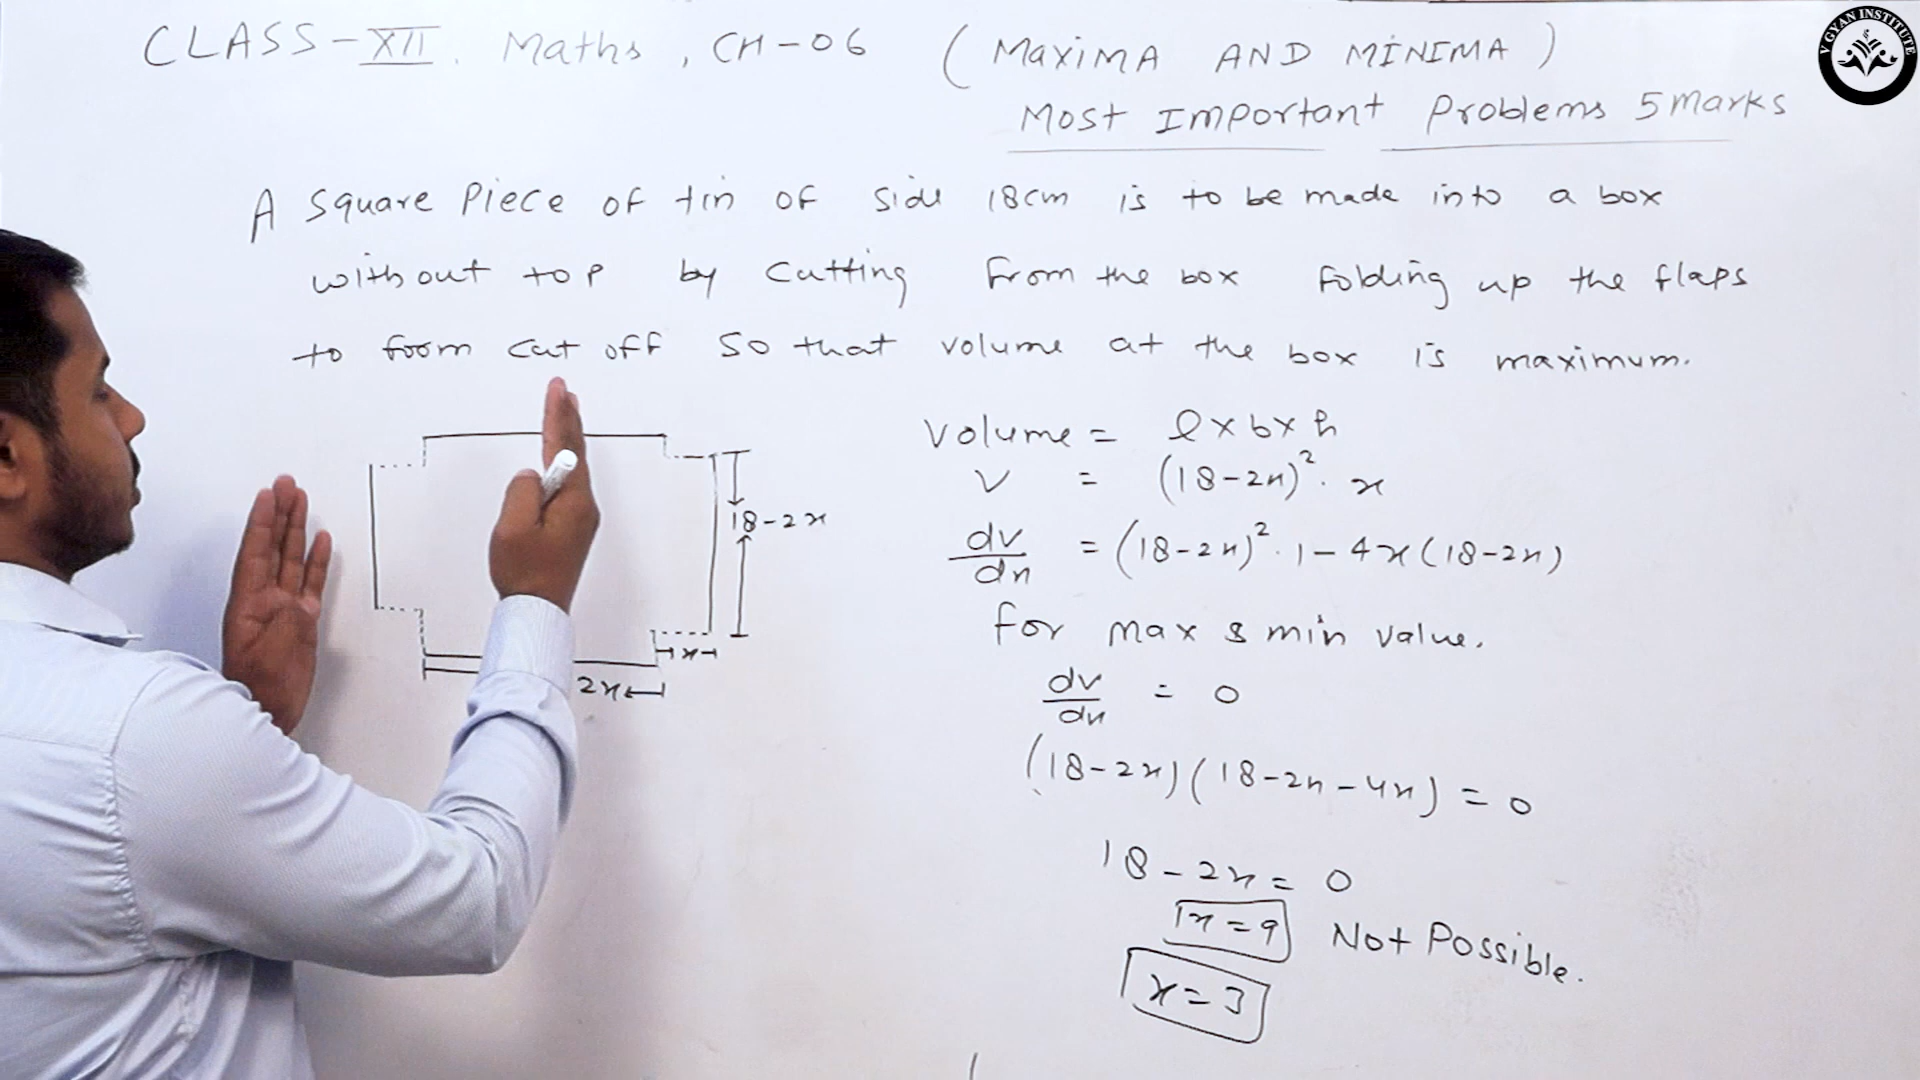 CLASS-XII. Maths, CH-06 (MAXIMA AND MINIMA)
Most Important Problems 5 Marks
V GYAN INSTITUTE
A square Piece of tin of side 18cm is to be made into a box
without top by cutting from the box folding up the flaps
to form cut off so that volume at the box is maximum.
18-2x
x
2x
Volume = l×b×h
V = (18-2x)². x
dv/dx = (18-2x)². 1 - 4x(18-2x)
for max & min value.
dv/dx = 0
(18-2x)(18-2x-4x) = 0
18-2x = 0
x = 9 Not Possible.
x = 3